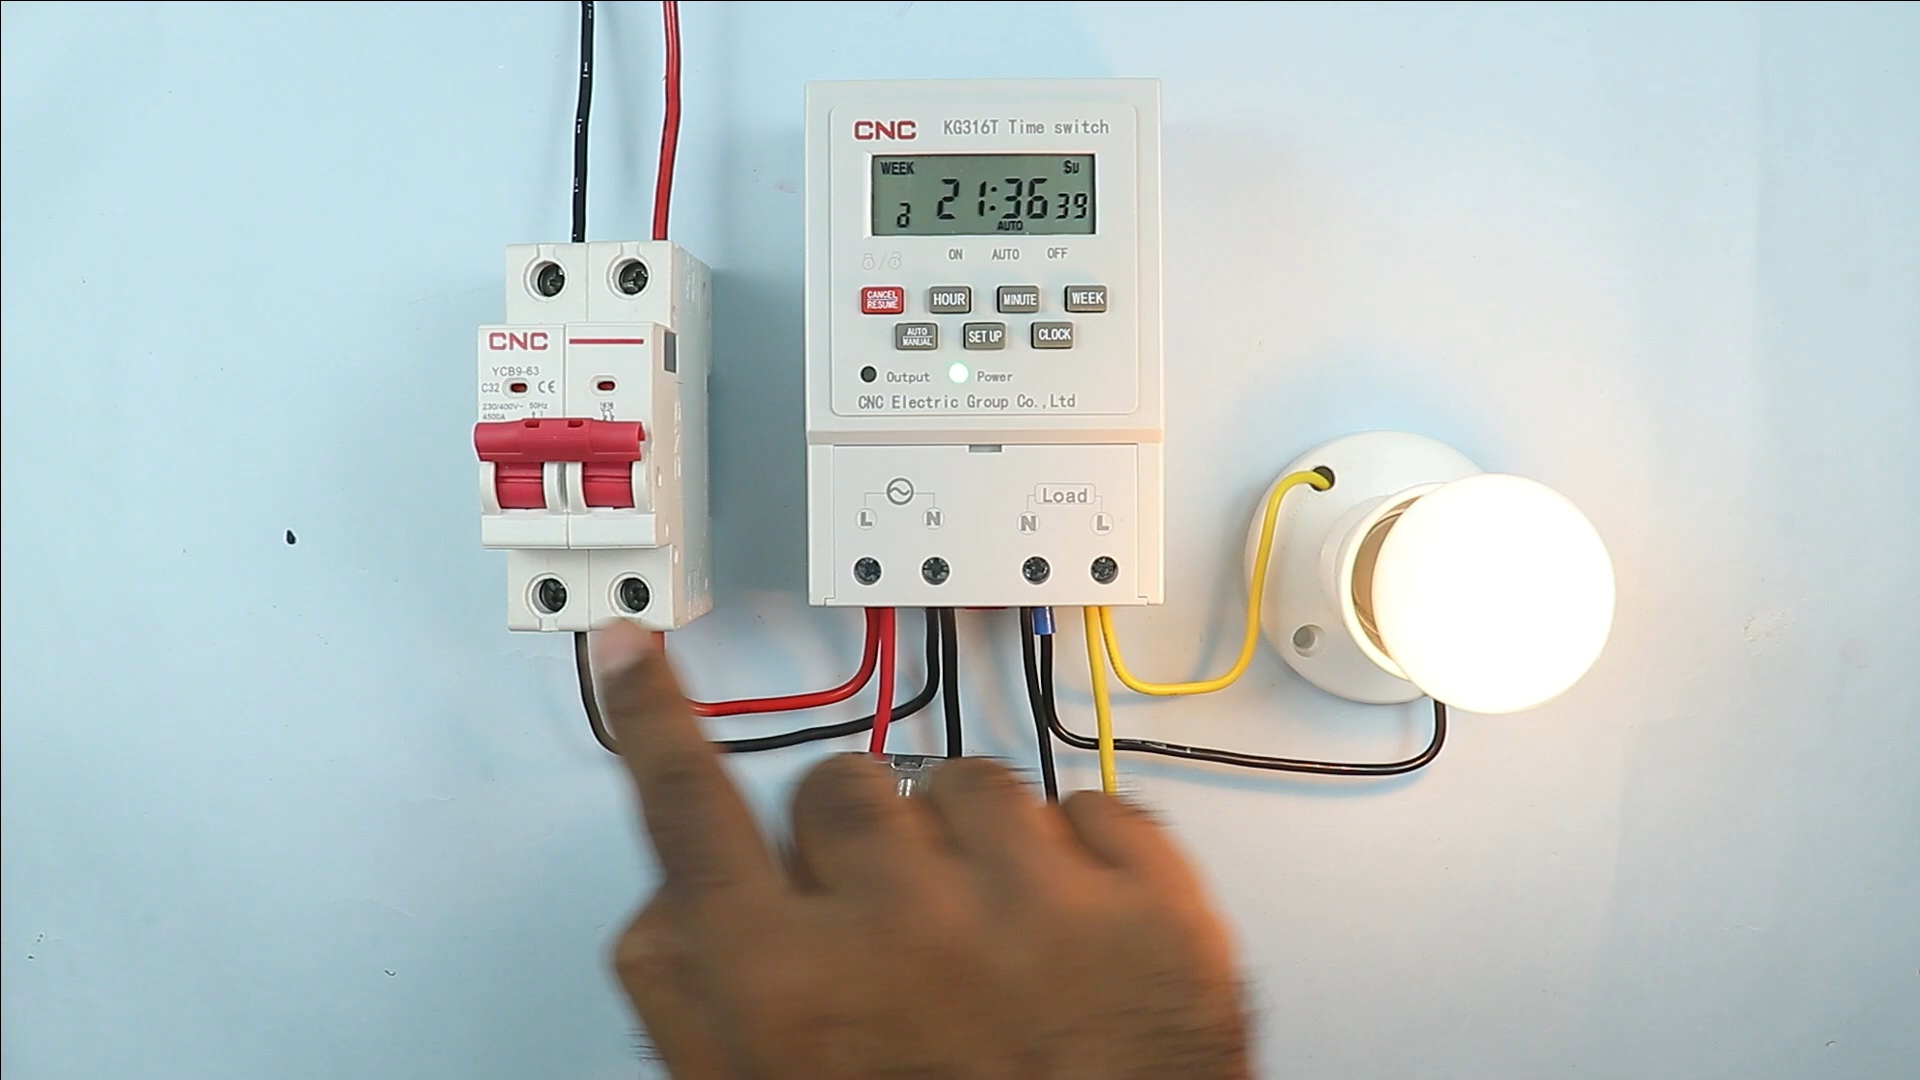 CNC KG316T Time switch
WEEK Su
a 21:36 39
AUTO
ON AUTO OFF
CANCEL RESUME HOUR MINUTE WEEK
AUTO MANUAL SET UP CLOCK
Output Power
CNC Electric Group Co.,Ltd
L N Load N L
CNC
YCB9-63
C32 CE
230/400V~ 50Hz
4500A